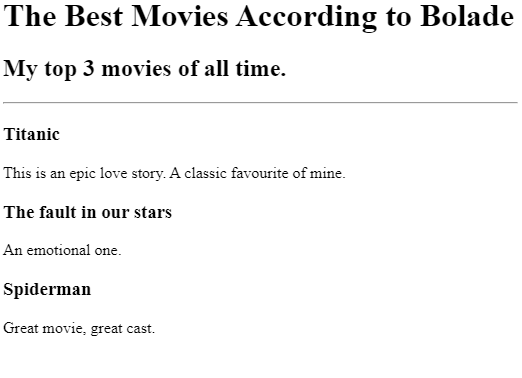 The Best Movies According to Bolade
My top 3 movies of all time.
Titanic
This is an epic love story. A classic favourite of mine.
The fault in our stars
An emotional one.
Spiderman
Great movie, great cast.